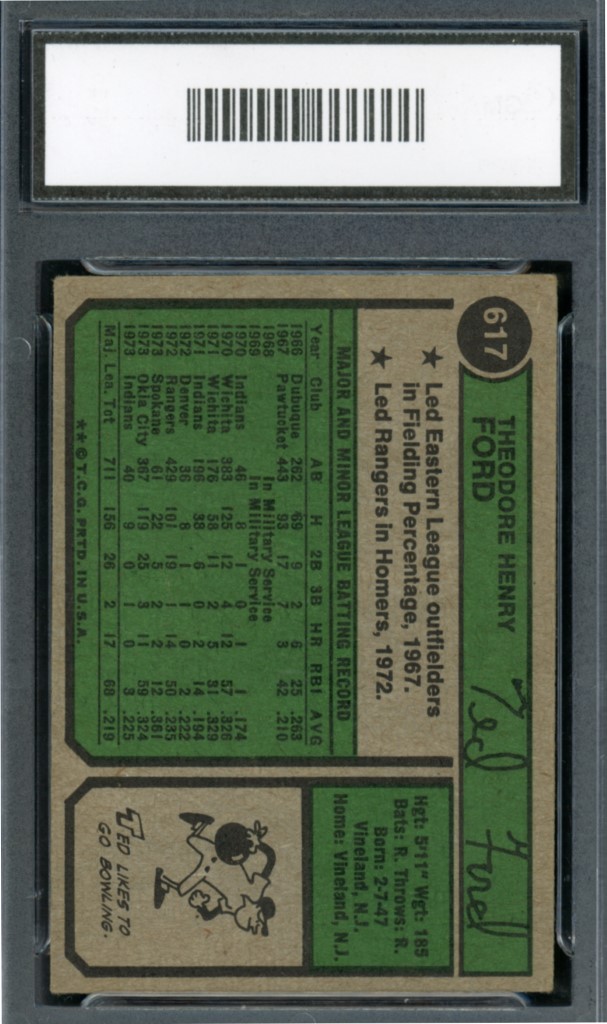 617
THEODORE HENRY
FORD
Ted Ford
★ Led Eastern League outfielders
in Fielding Percentage, 1967.
★ Led Rangers in Homers, 1972.
MAJOR AND MINOR LEAGUE BATTING RECORD
Year Club AB H 2B 3B HR RBI AVG
1966 Dubuque 262 69 9 2 6 25 .263
1967 Pawtucket 443 93 17 7 3 42 .210
1968 In Military Service
1969 In Military Service
1970 Indians 46 8 1 0 1 1 .174
1970 Wichita 383 125 12 4 12 57 .326
1971 Wichita 176 58 11 2 5 31 .329
1971 Indians 196 38 6 0 2 14 .194
1972 Denver 36 8 1 1 0 2 .222
1972 Rangers 429 101 19 1 14 50 .235
1973 Spokane 61 22 5 2 3 12 .361
1973 Okla City 367 119 25 3 11 59 .324
1973 Indians 40 9 0 1 0 3 .225
Maj. Lea. Tot 711 156 26 2 17 68 .219
★★ © T.C.G. PRTD. IN U.S.A.
Hgt: 5'11" Wgt: 185
Bats: R. Throws: R.
Born: 2-7-47
Vineland, N.J.
Home: Vineland, N.J.
TED LIKES TO
GO BOWLING.